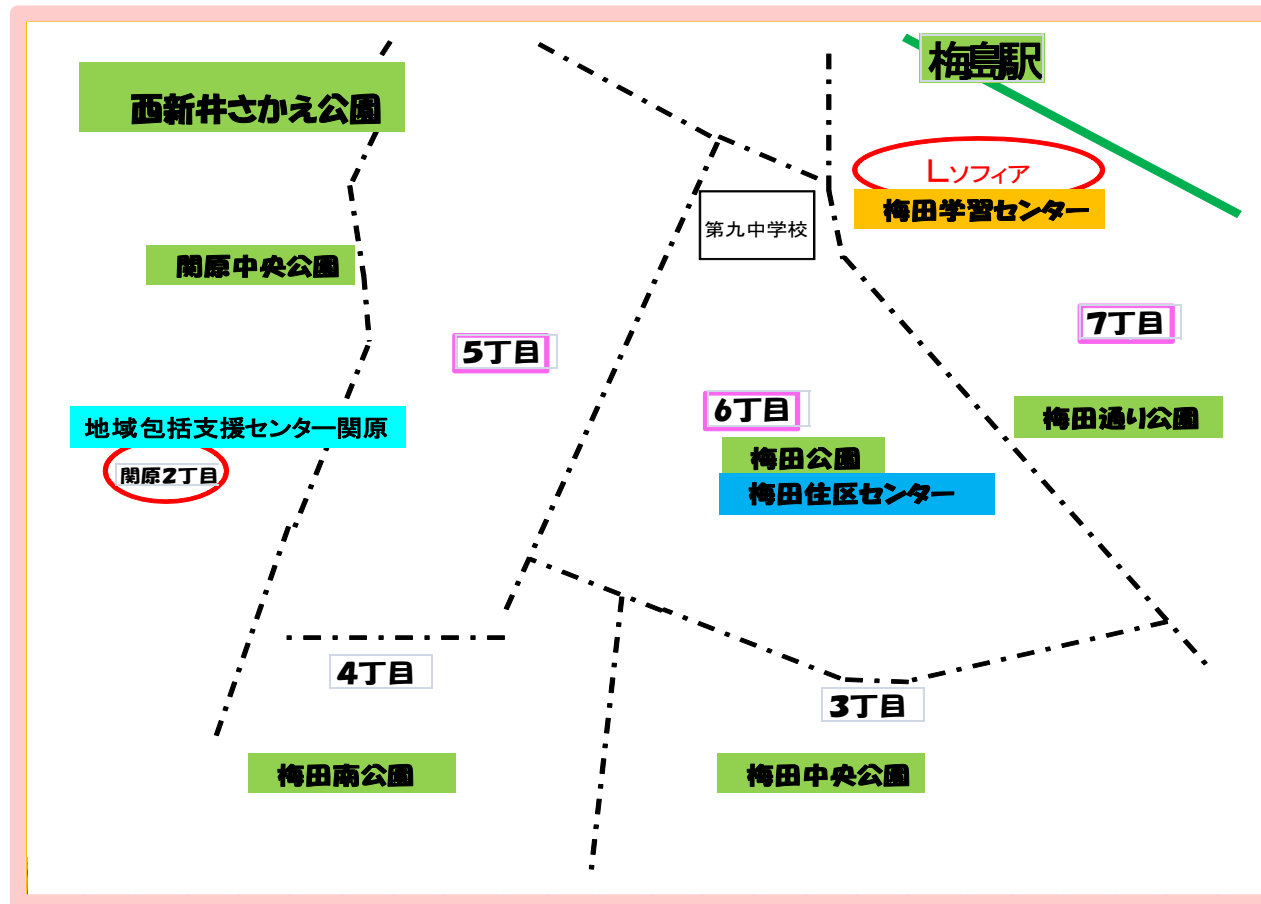 梅島駅
西新井さかえ公園
Lソフィア
梅田学習センター
第九中学校
関原中央公園
7丁目
5丁目
6丁目
梅田通り公園
地域包括支援センター関原
関原2丁目
梅田公園
梅田住区センター
4丁目
3丁目
梅田南公園
梅田中央公園